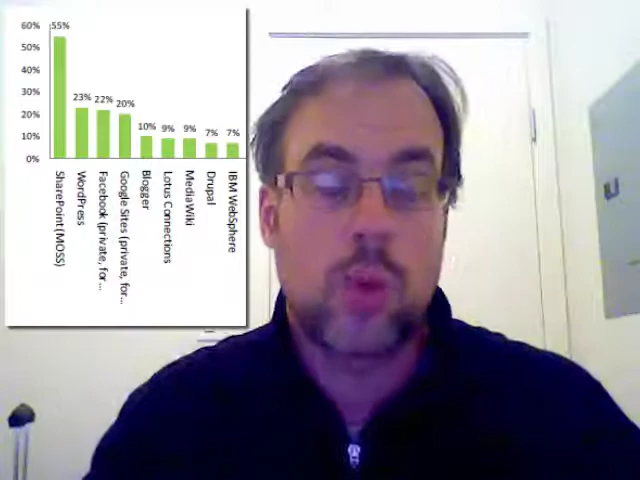 60%
50%
40%
30%
20%
10%
0%
55%
23%
22%
20%
10%
9%
9%
7%
7%
SharePoint (MOSS)
WordPress
Facebook (private, for...
Google Sites (private, for...
Blogger
Lotus Connections
MediaWiki
Drupal
IBM WebSphere